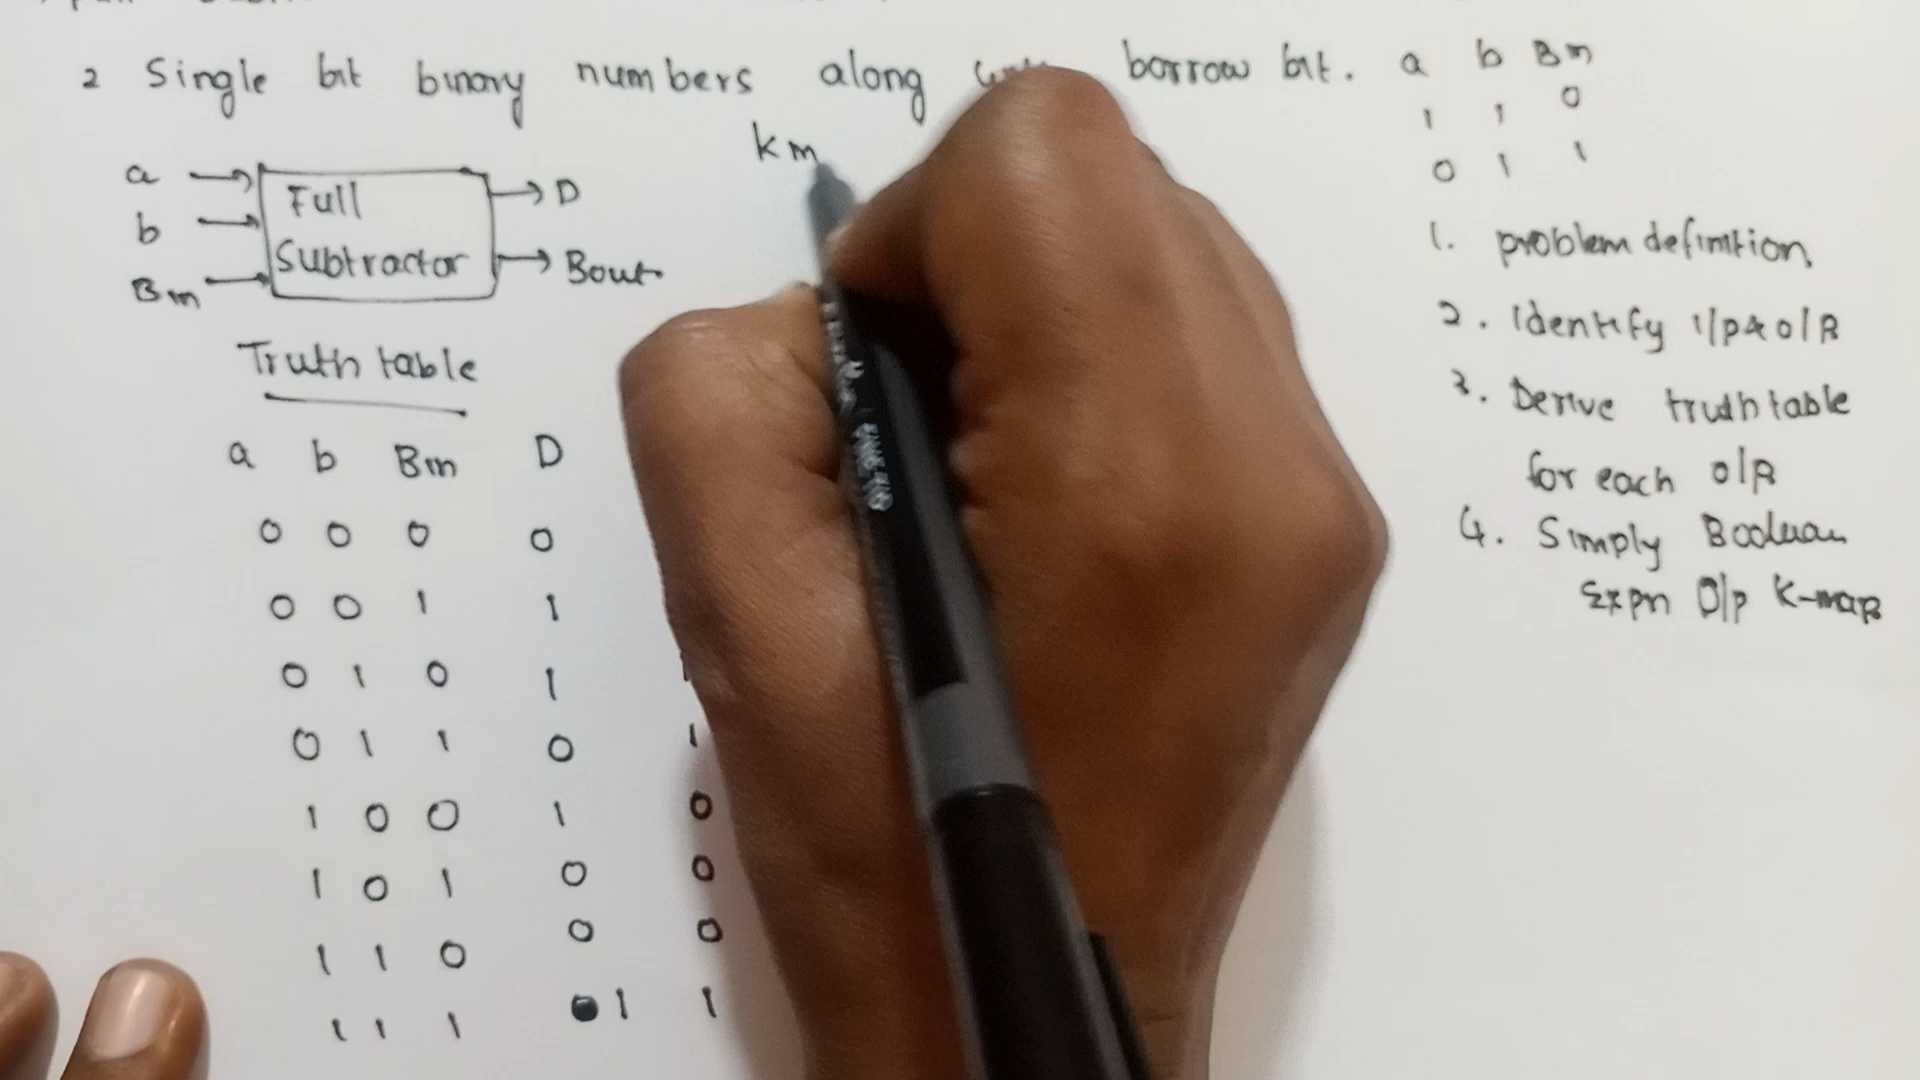 2 Single bit binary numbers along borrow bit. a b Bin
1 1 0
0 1 1
km
a
b
Bin
Full
Subtractor
D
Bout
Truth table
a b Bin D
0 0 0 0
0 0 1 1
0 1 0 1
0 1 1 0 1
1 0 0 1 0
1 0 1 0 0
1 1 0 0 0
1 1 1 1 1
1. problem definition
2. Identify i/p & o/p
3. Derive truth table
for each o/p
4. Simply Boolean
Expn O/p K-map